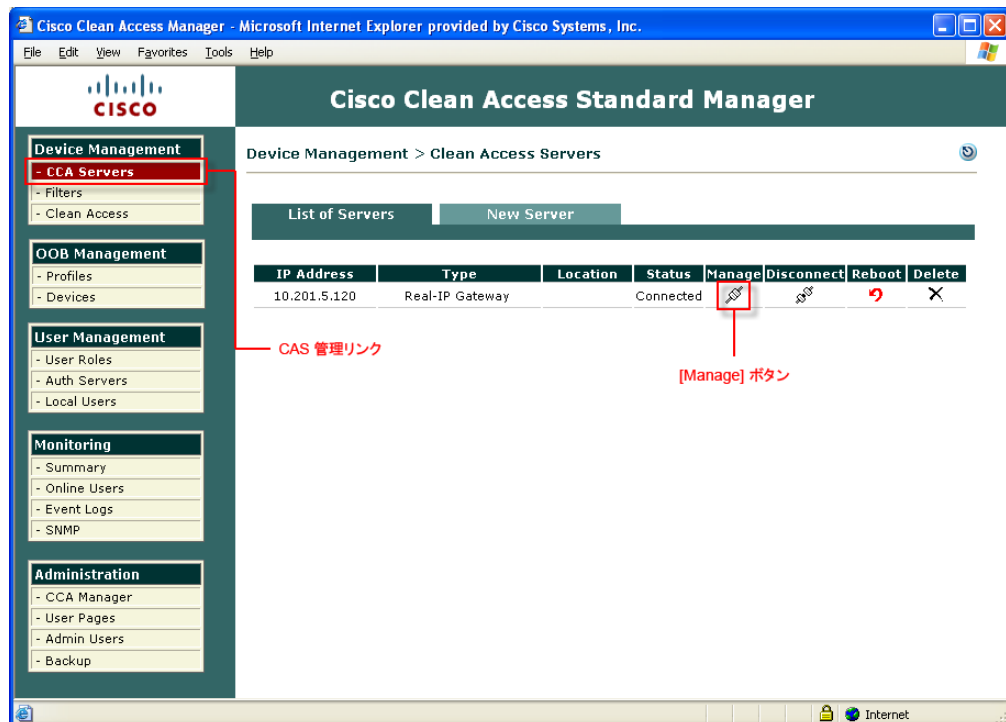 Cisco Clean Access Manager - Microsoft Internet Explorer provided by Cisco Systems, Inc.
File Edit View Favorites Tools Help
CISCO
Cisco Clean Access Standard Manager
Device Management
- CCA Servers
- Filters
- Clean Access
OOB Management
- Profiles
- Devices
User Management
- User Roles
- Auth Servers
- Local Users
Monitoring
- Summary
- Online Users
- Event Logs
- SNMP
Administration
- CCA Manager
- User Pages
- Admin Users
- Backup
Device Management > Clean Access Servers
List of Servers New Server
IP Address Type Location Status Manage Disconnect Reboot Delete
10.201.5.120 Real-IP Gateway Connected
CAS 管理リンク
[Manage] ボタン
Internet